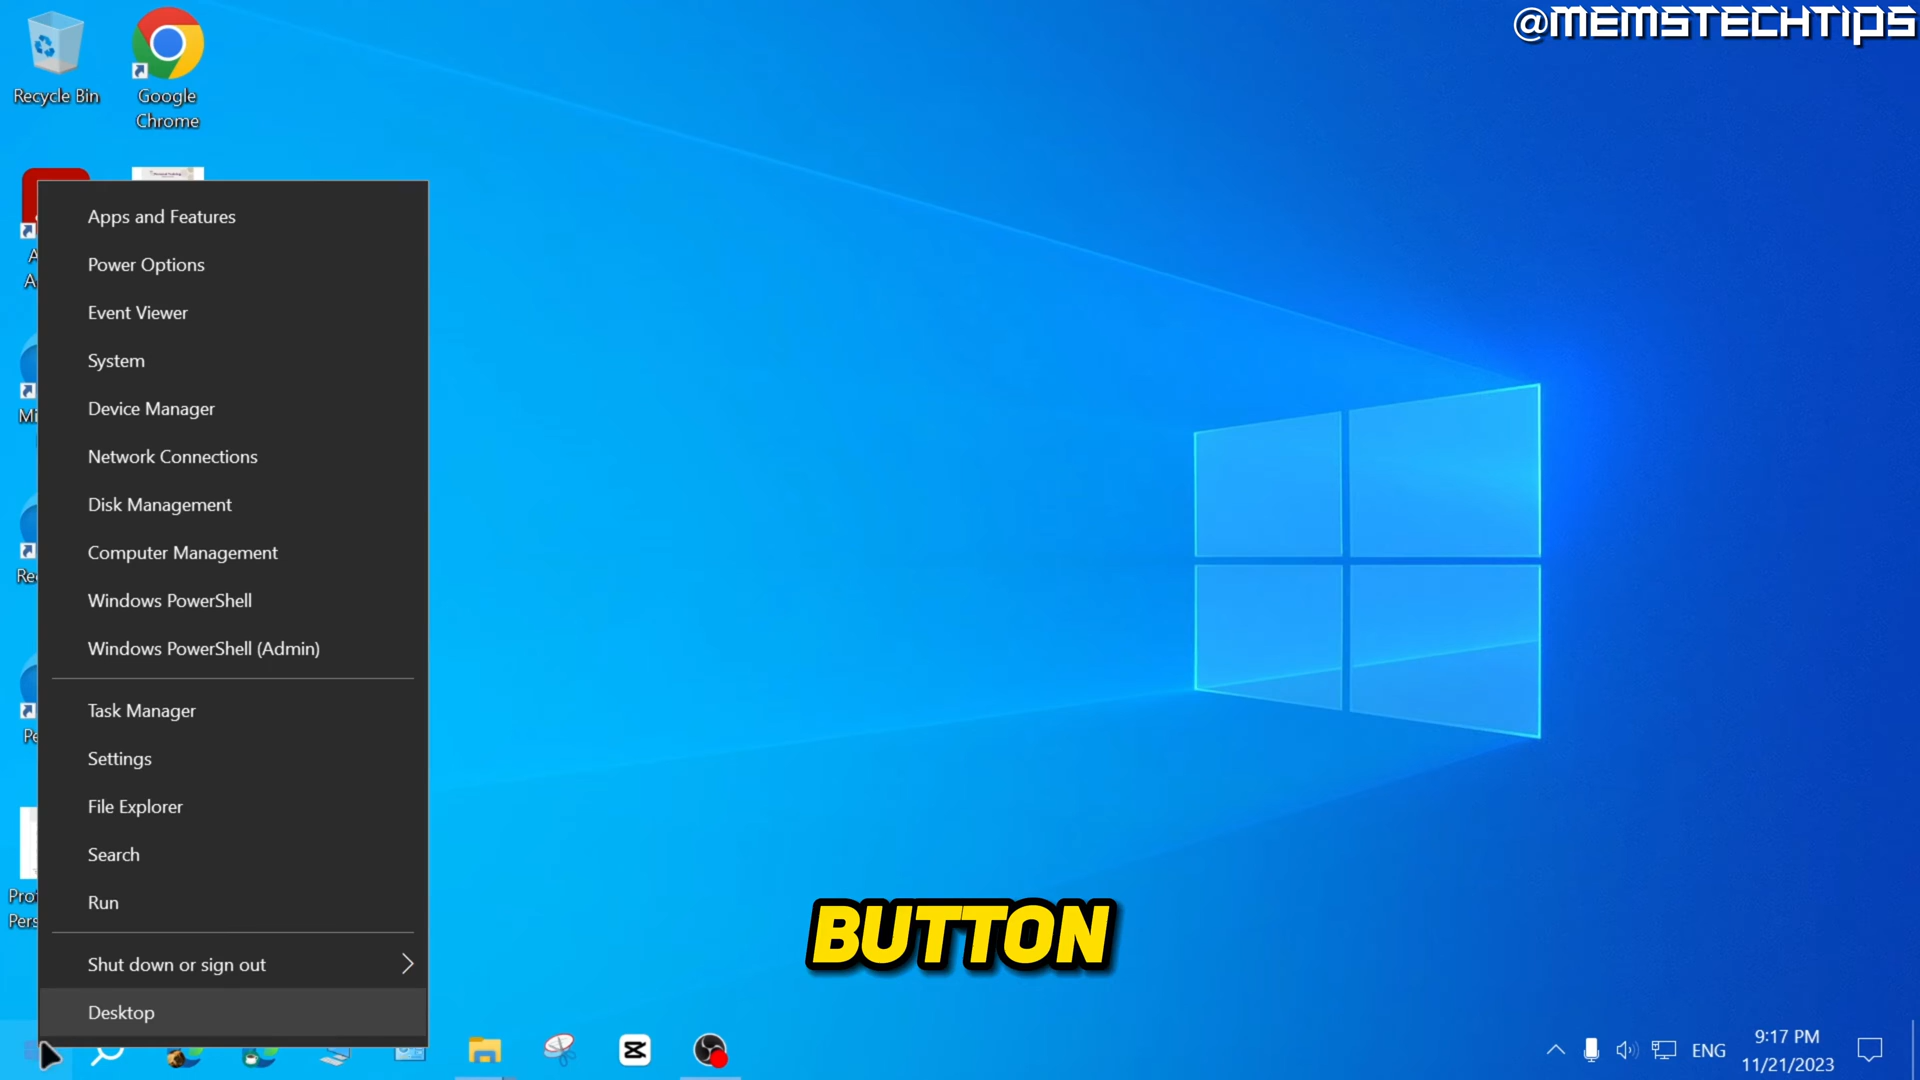 @MEMSTECHTIPS
Recycle Bin
Google
Chrome
Apps and Features
Power Options
Event Viewer
System
Device Manager
Network Connections
Disk Management
Computer Management
Windows PowerShell
Windows PowerShell (Admin)
Task Manager
Settings
File Explorer
Search
Run
Shut down or sign out
Desktop
BUTTON
ENG
9:17 PM
11/21/2023